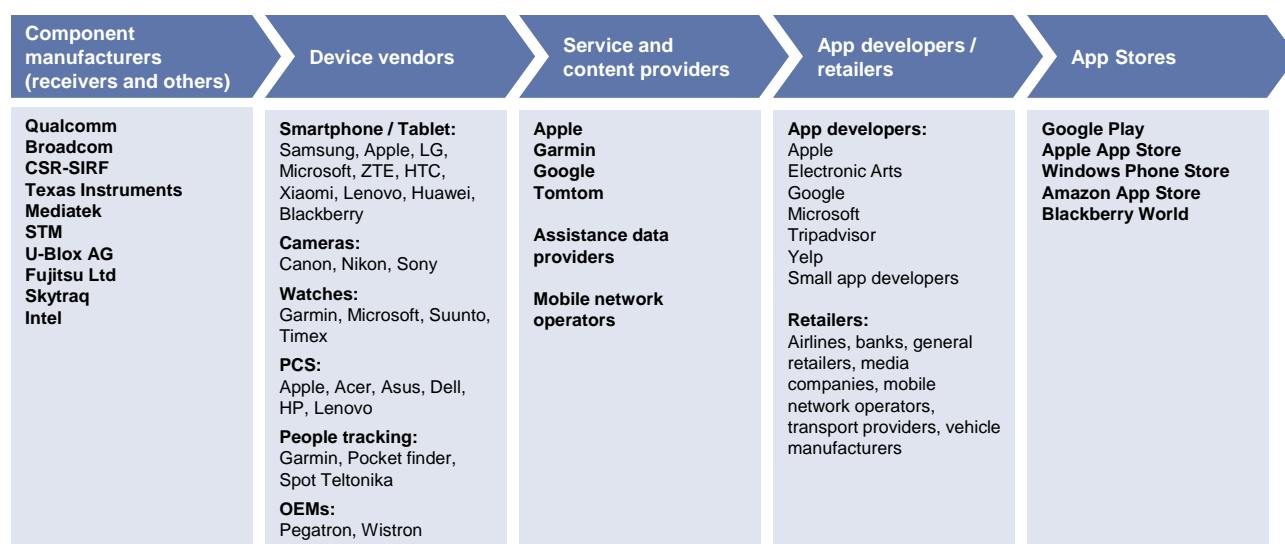 Component
manufacturers
(receivers and others)
Device vendors
Service and
content providers
App developers /
retailers
App Stores
Qualcomm
Broadcom
CSR-SIRF
Texas Instruments
Mediatek
STM
U-Blox AG
Fujitsu Ltd
Skytraq
Intel
Smartphone / Tablet:
Samsung, Apple, LG,
Microsoft, ZTE, HTC,
Xiaomi, Lenovo, Huawei,
Blackberry
Cameras:
Canon, Nikon, Sony
Watches:
Garmin, Microsoft, Suunto,
Timex
PCS:
Apple, Acer, Asus, Dell,
HP, Lenovo
People tracking:
Garmin, Pocket finder,
Spot Teltonika
OEMs:
Pegatron, Wistron
Apple
Garmin
Google
Tomtom
Assistance data
providers
Mobile network
operators
App developers:
Apple
Electronic Arts
Google
Microsoft
Tripadvisor
Yelp
Small app developers
Retailers:
Airlines, banks, general
retailers, media
companies, mobile
network operators,
transport providers, vehicle
manufacturers
Google Play
Apple App Store
Windows Phone Store
Amazon App Store
Blackberry World